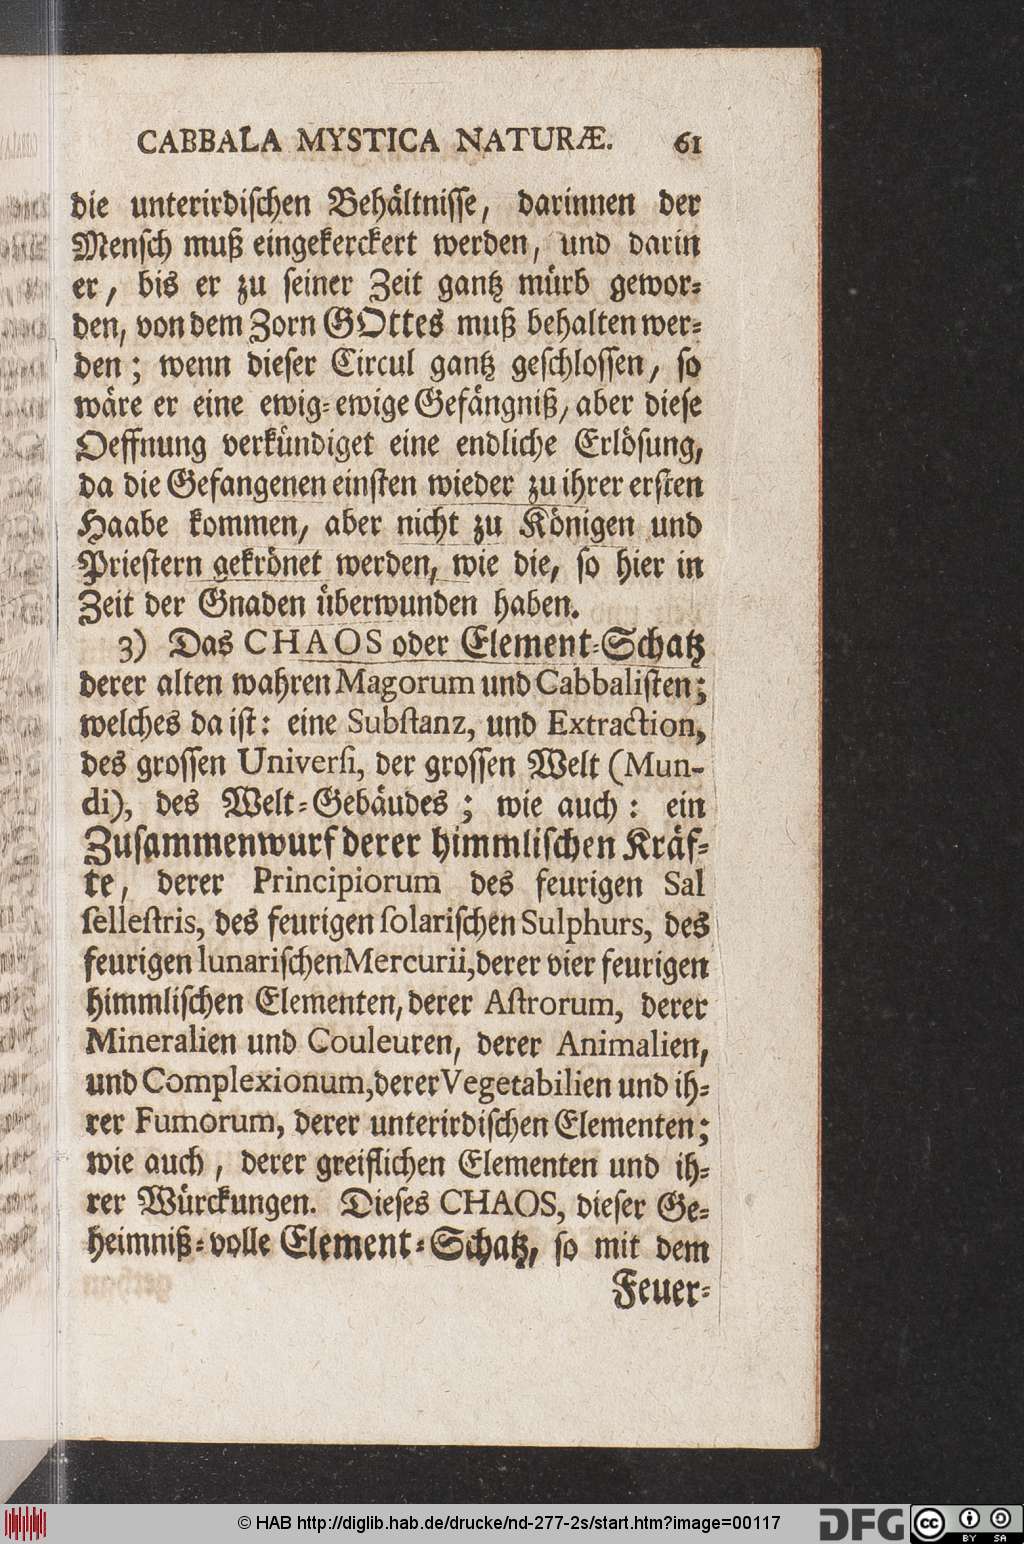 CABBALA MYSTICA NATURÆ. 61
die unterirdischen Behältnisse, darinnen der
Mensch muß eingekerckert werden, und darin
er, bis er zu seiner Zeit gantz mürb gewor-
den, von dem Zorn GOttes muß behalten wer-
den; wenn dieser Circul gantz geschlossen, so
wäre er eine ewig-ewige Gefängniß, aber diese
Oeffnung verkündiget eine endliche Erlösung,
da die Gefangenen einsten wieder zu ihrer ersten
Haabe kommen, aber nicht zu Königen und
Priestern gekrönet werden, wie die, so hier in
Zeit der Gnaden überwunden haben.
3) Das CHAOS oder Element-Schatz
derer alten wahren Magorum und Cabbalisten;
welches da ist: eine Substanz, und Extraction,
des grossen Universi, der grossen Welt (Mun-
di), des Welt-Gebäudes; wie auch: ein
Zusammenwurf derer himmlischen Kräf-
te, derer Principiorum des feurigen Sal
sellestris, des feurigen solarischen Sulphurs, des
feurigen lunarischen Mercurii, derer vier feurigen
himmlischen Elementen, derer Astrorum, derer
Mineralien und Couleuren, derer Animalien,
und Complexionum, derer Vegetabilien und ih-
rer Fumorum, derer unterirdischen Elementen;
wie auch, derer greiflichen Elementen und ih-
rer Würckungen. Dieses CHAOS, dieser Ge-
heimniß-volle Element-Schatz, so mit dem
Feuer-
© HAB http://diglib.hab.de/drucke/nd-277-2s/start.htm?image=00117
DFG
cc BY SA